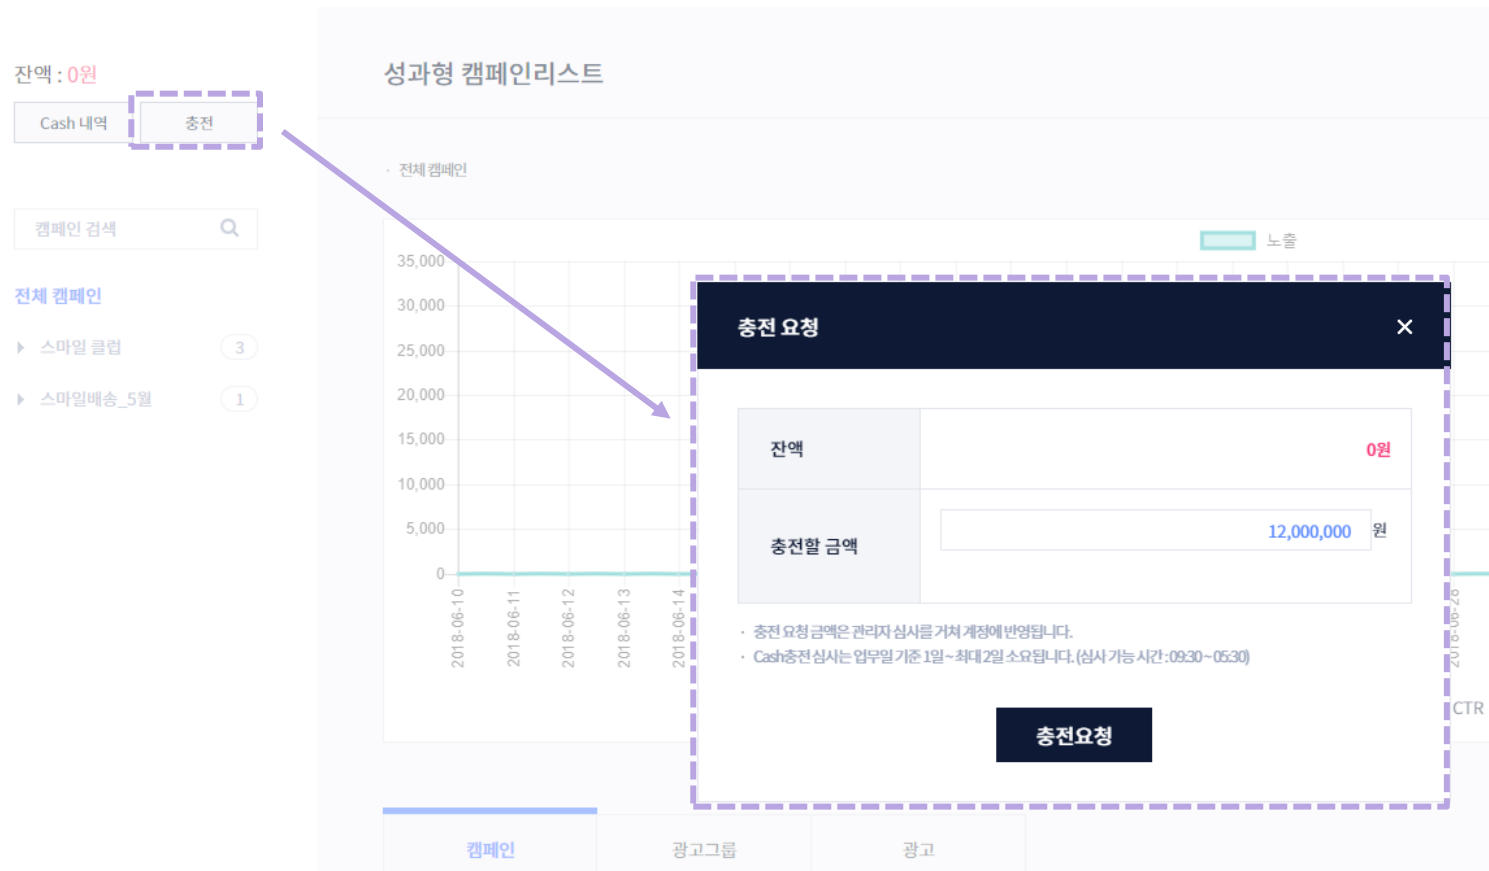 잔액 : 0원
Cash 내역
충전
캠페인 검색
전체 캠페인
스마일 클럽
3
스마일배송_5월
1
성과형 캠페인리스트
· 전체 캠페인
노출
35,000
30,000
25,000
20,000
15,000
10,000
5,000
0
2018-06-10
2018-06-11
2018-06-12
2018-06-13
2018-06-14
2018-06-28
CTR
충전 요청
잔액
0원
충전할 금액
12,000,000 원
· 충전 요청 금액은 관리자 심사를 거쳐 계정에 반영됩니다.
· Cash충전 심사는 업무일 기준 1일 ~ 최대 2일 소요됩니다. (심사 가능 시간 : 09:30 ~ 05:30)
충전요청
캠페인
광고그룹
광고